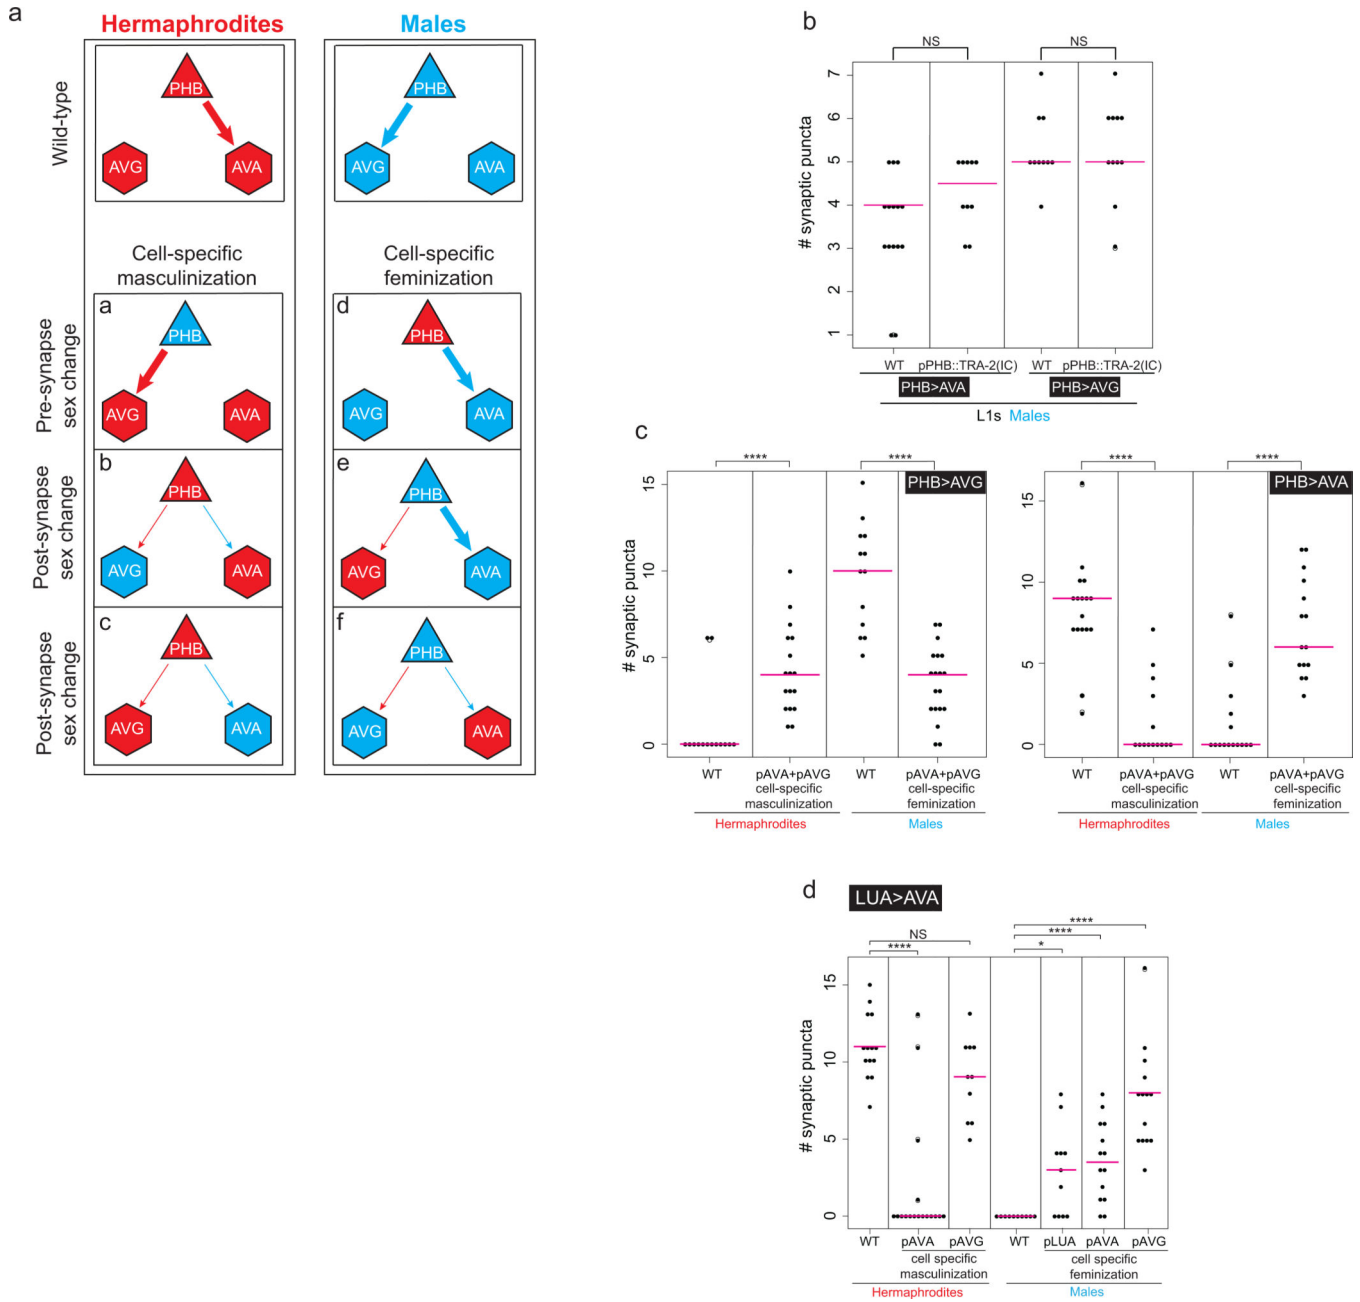 a
Hermaphrodites
Males
Wild-type
PHB
AVG
AVA
PHB
AVG
AVA
Cell-specific
masculinization
Cell-specific
feminization
Pre-synapse
sex change
a
PHB
AVG
AVA
d
PHB
AVG
AVA
Post-synapse
sex change
b
PHB
AVG
AVA
e
PHB
AVG
AVA
Post-synapse
sex change
c
PHB
AVG
AVA
f
PHB
AVG
AVA
b
NS
NS
# synaptic puncta
7
6
5
4
3
2
1
WT
pPHB::TRA-2(IC)
WT
pPHB::TRA-2(IC)
PHB>AVA
PHB>AVG
L1s Males
c
****
****
PHB>AVG
# synaptic puncta
15
10
5
0
WT
pAVA+pAVG
cell-specific
masculinization
WT
pAVA+pAVG
cell-specific
feminization
Hermaphrodites
Males
****
****
PHB>AVA
15
10
5
0
WT
pAVA+pAVG
cell-specific
masculinization
WT
pAVA+pAVG
cell-specific
feminization
Hermaphrodites
Males
d
LUA>AVA
NS
****
****
****
*
# synaptic puncta
15
10
5
0
WT
pAVA
pAVG
cell specific
masculinization
WT
pLUA
pAVA
pAVG
cell specific
feminization
Hermaphrodites
Males